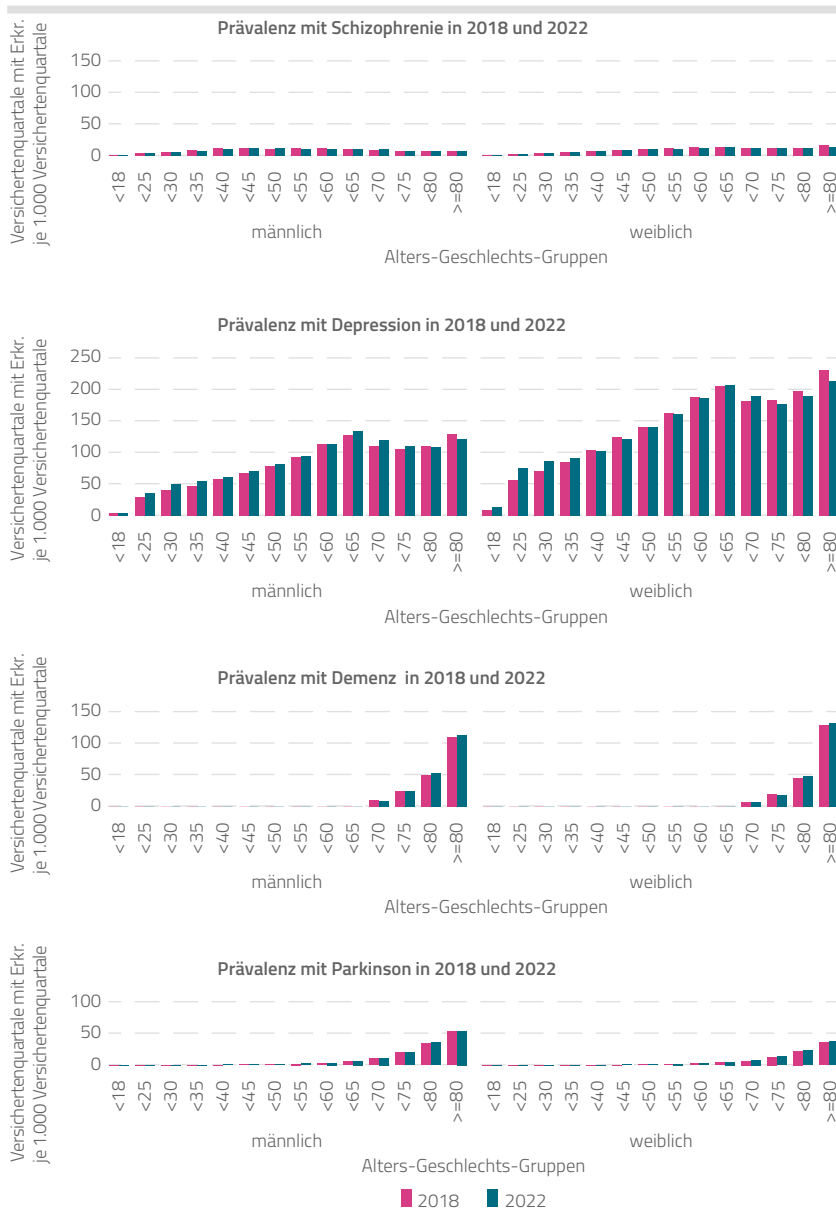 Prävalenz mit Schizophrenie in 2018 und 2022
Versichertenquartale mit Erkr.
je 1.000 Versichertenquartale
150
100
50
0
<18 <25 <30 <35 <40 <45 <50 <55 <60 <65 <70 <75 <80 >=80 <18 <25 <30 <35 <40 <45 <50 <55 <60 <65 <70 <75 <80 >=80
männlich weiblich
Alters-Geschlechts-Gruppen
Prävalenz mit Depression in 2018 und 2022
Versichertenquartale mit Erkr.
je 1.000 Versichertenquartale
250
200
150
100
50
0
<18 <25 <30 <35 <40 <45 <50 <55 <60 <65 <70 <75 <80 >=80 <18 <25 <30 <35 <40 <45 <50 <55 <60 <65 <70 <75 <80 >=80
männlich weiblich
Alters-Geschlechts-Gruppen
Prävalenz mit Demenz in 2018 und 2022
Versichertenquartale mit Erkr.
je 1.000 Versichertenquartale
150
100
50
0
<18 <25 <30 <35 <40 <45 <50 <55 <60 <65 <70 <75 <80 >=80 <18 <25 <30 <35 <40 <45 <50 <55 <60 <65 <70 <75 <80 >=80
männlich weiblich
Alters-Geschlechts-Gruppen
Prävalenz mit Parkinson in 2018 und 2022
Versichertenquartale mit Erkr.
je 1.000 Versichertenquartale
100
50
0
<18 <25 <30 <35 <40 <45 <50 <55 <60 <65 <70 <75 <80 >=80 <18 <25 <30 <35 <40 <45 <50 <55 <60 <65 <70 <75 <80 >=80
männlich weiblich
Alters-Geschlechts-Gruppen
2018 2022